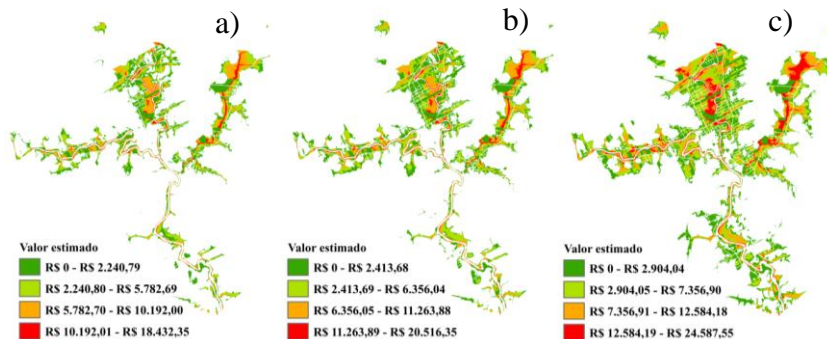 a)
b)
c)
Valor estimado
R$ 0 - R$ 2.240,79
R$ 2.240,80 - R$ 5.782,69
R$ 5.782,70 - R$ 10.192,00
R$ 10.192,01 - R$ 18.432,35
Valor estimado
R$ 0 - R$ 2.413,68
R$ 2.413,69 - R$ 6.356,04
R$ 6.356,05 - R$ 11.263,88
R$ 11.263,89 - R$ 20.516,35
Valor estimado
R$ 0 - R$ 2.904,04
R$ 2.904,05 - R$ 7.356,90
R$ 7.356,91 - R$ 12.584,18
R$ 12.584,19 - R$ 24.587,55